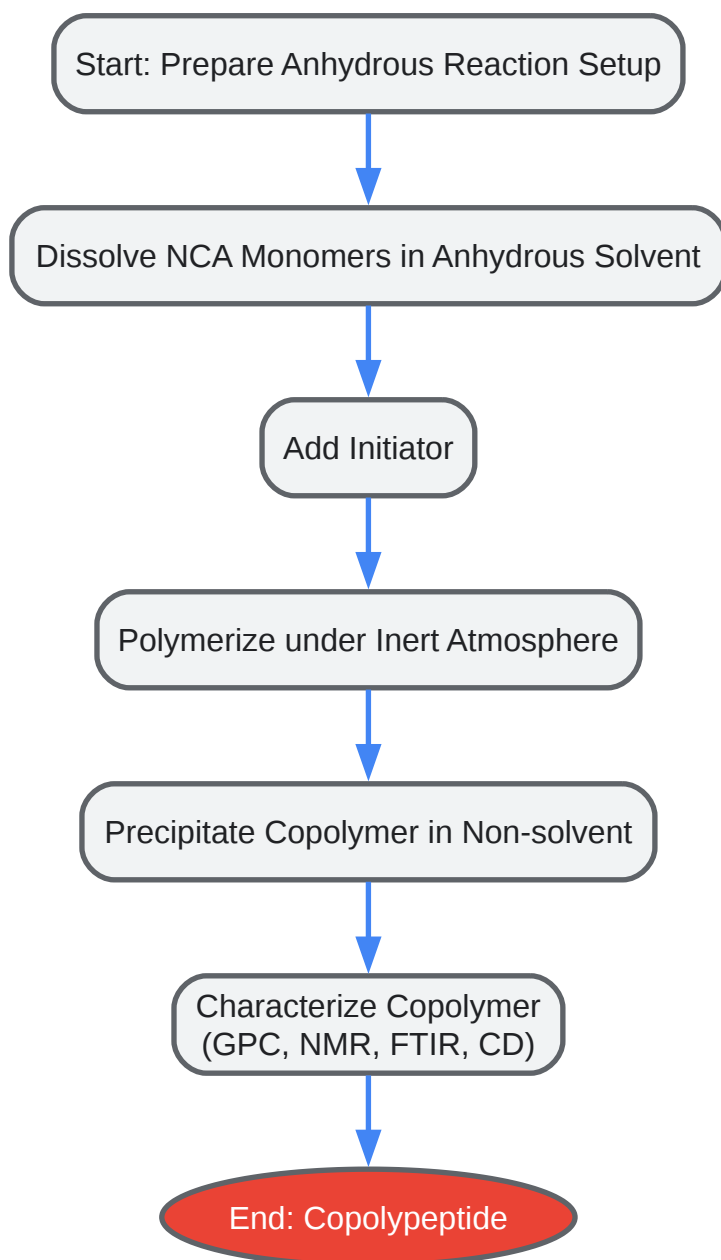 Start: Prepare Anhydrous Reaction Setup
Dissolve NCA Monomers in Anhydrous Solvent
Add Initiator
Polymerize under Inert Atmosphere
Precipitate Copolymer in Non-solvent
Characterize Copolymer
(GPC, NMR, FTIR, CD)
End: Copolypeptide